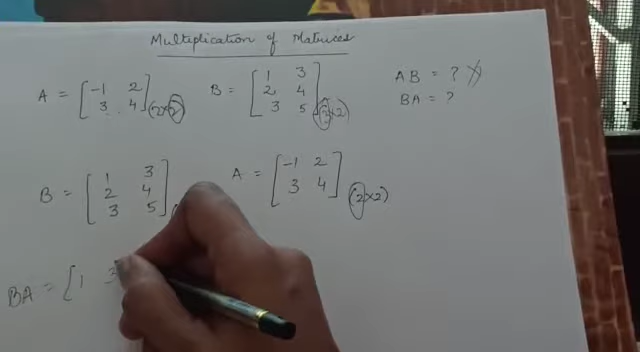 Multiplication of Matrices
A = [ -1 2 B = [ 1 3 AB = ?
3 4 ] (2×2) 2 4 BA = ?
3 5 ] (3×2)
B = [ 1 3 A = [ -1 2
2 4 3 4 ] (2×2)
3 5 ]
BA = [ 1 3